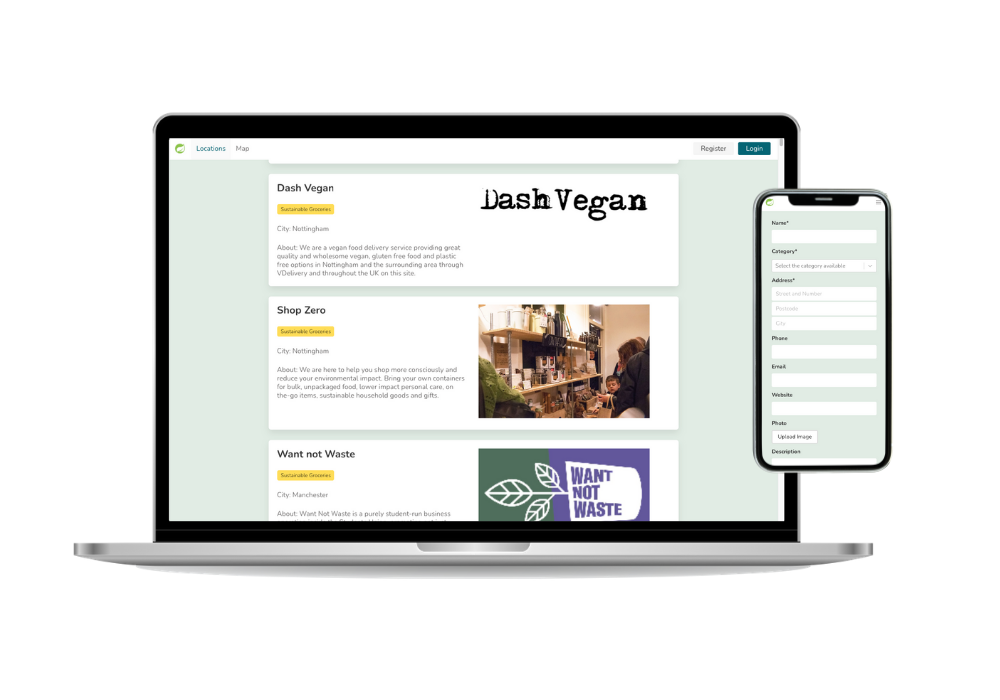 Locations Map Register Login
Dash Vegan
Sustainable Groceries
City: Nottingham
About: We are a vegan food delivery service providing great
quality and wholesome vegan, gluten free food and plastic
free options in Nottingham and the surrounding area through
VDelivery and throughout the UK on this site.
Dash Vegan
Shop Zero
Sustainable Groceries
City: Nottingham
About: We are here to help you shop more consciously and
reduce your environmental impact. Bring your own containers
for bulk, unpackaged food, lower impact personal care, on-
the-go items, sustainable household goods and gifts.
Want not Waste
Sustainable Groceries
City: Manchester
About: Want Not Waste is a purely student-run business
WANT
NOT
WASTE
Name*
Category*
Select the category available
Address*
Street and Number
Postcode
City
Phone
Email
Website
Photo
Upload Image
Description